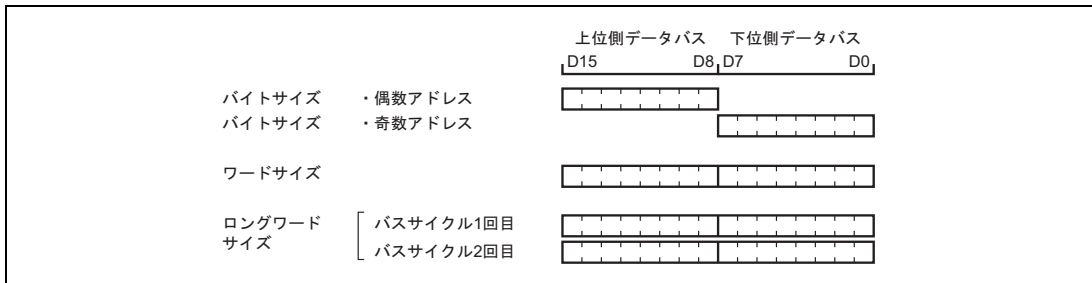 上位側データバス 下位側データバス
D15 D8 D7 D0
バイトサイズ ・偶数アドレス
バイトサイズ ・奇数アドレス
ワードサイズ
ロングワード
サイズ
バスサイクル1回目
バスサイクル2回目